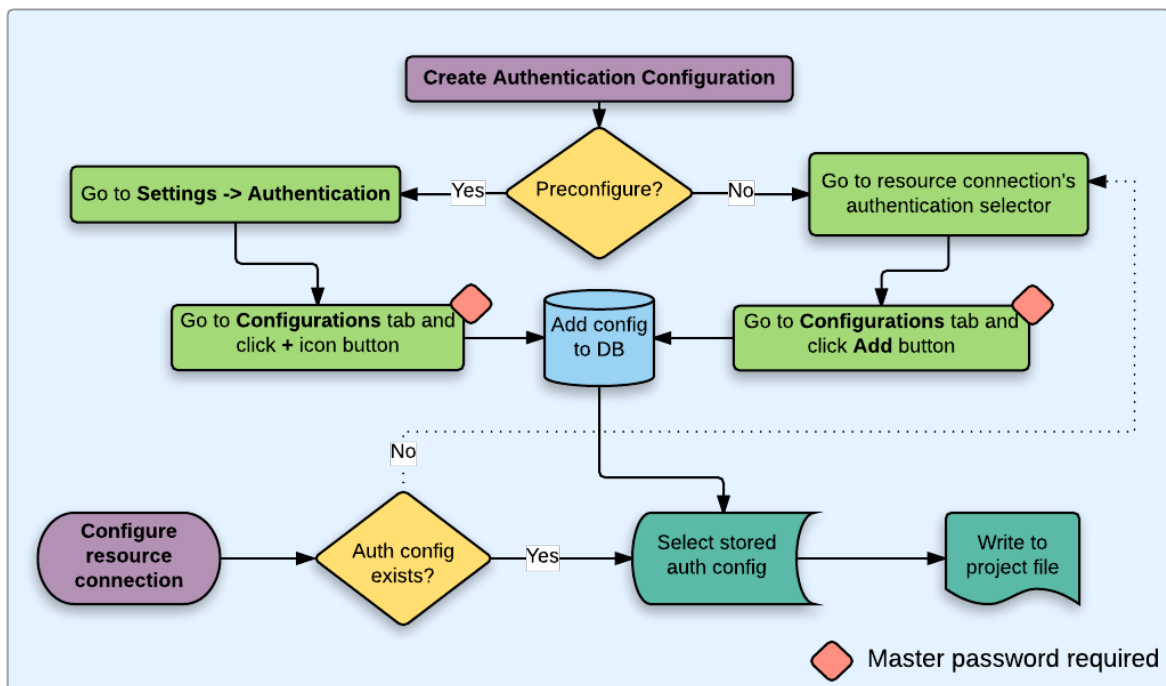 Create Authentication Configuration
Go to Settings -> Authentication
Yes
Preconfigure?
No
Go to resource connection's
authentication selector
Go to Configurations tab and
click + icon button
Add config
to DB
Go to Configurations tab and
click Add button
No
Configure
resource
connection
Auth config
exists?
Yes
Select stored
auth config
Write to
project file
Master password required